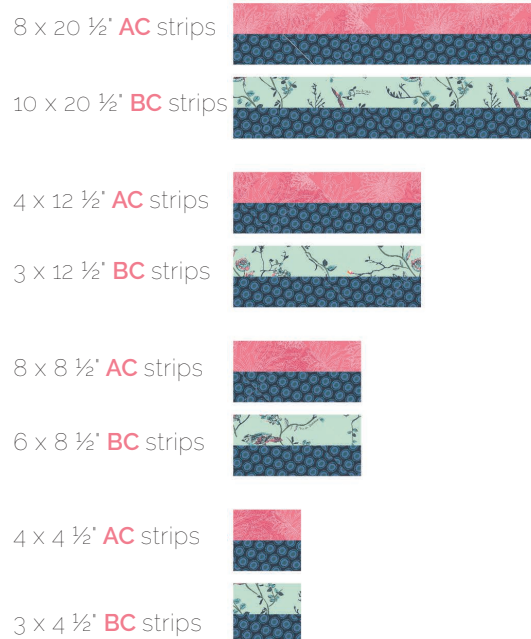 8 x 20 ½" AC strips
10 x 20 ½" BC strips
4 x 12 ½" AC strips
3 x 12 ½" BC strips
8 x 8 ½" AC strips
6 x 8 ½" BC strips
4 x 4 ½" AC strips
3 x 4 ½" BC strips